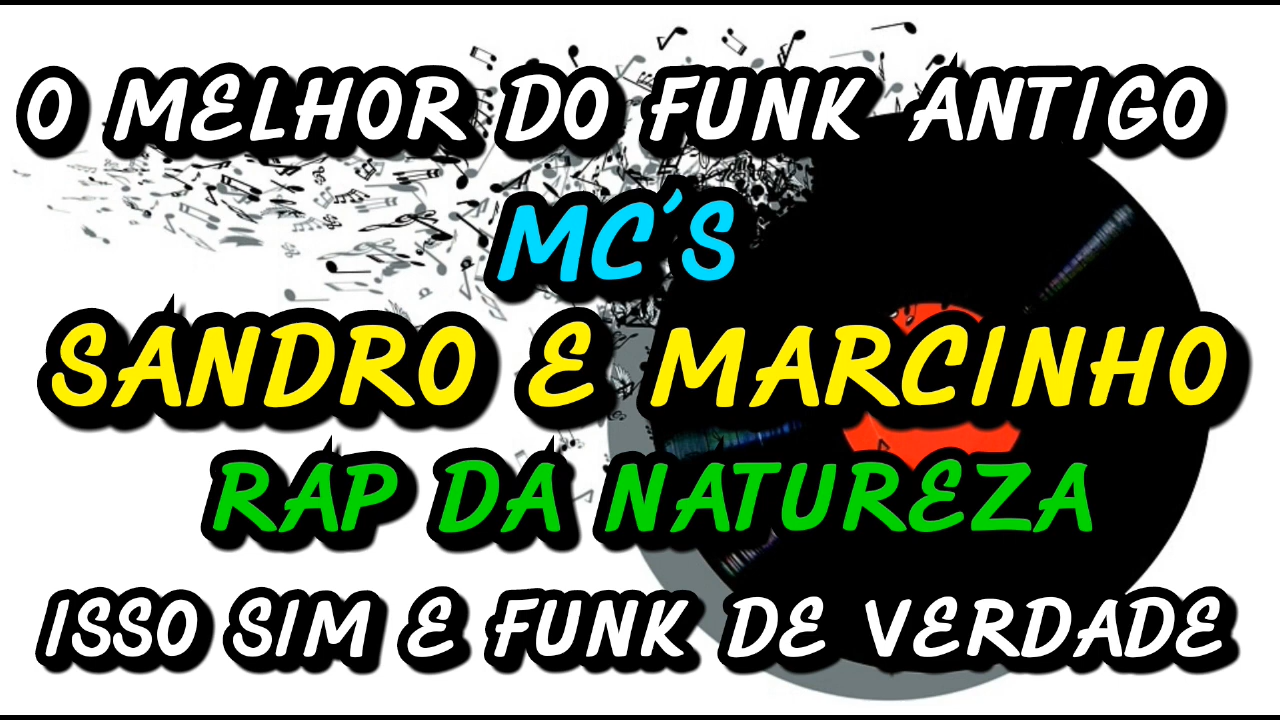 O MELHOR DO FUNK ANTIGO
MC'S
SANDRO E MARCINHO
RAP DA NATUREZA
ISSO SIM E FUNK DE VERDADE